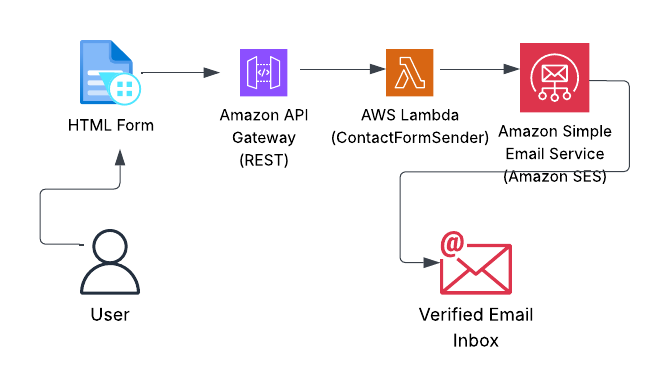 HTML Form
Amazon API
Gateway
(REST)
AWS Lambda
(ContactFormSender)
Amazon Simple
Email Service
(Amazon SES)
User
@
Verified Email
Inbox